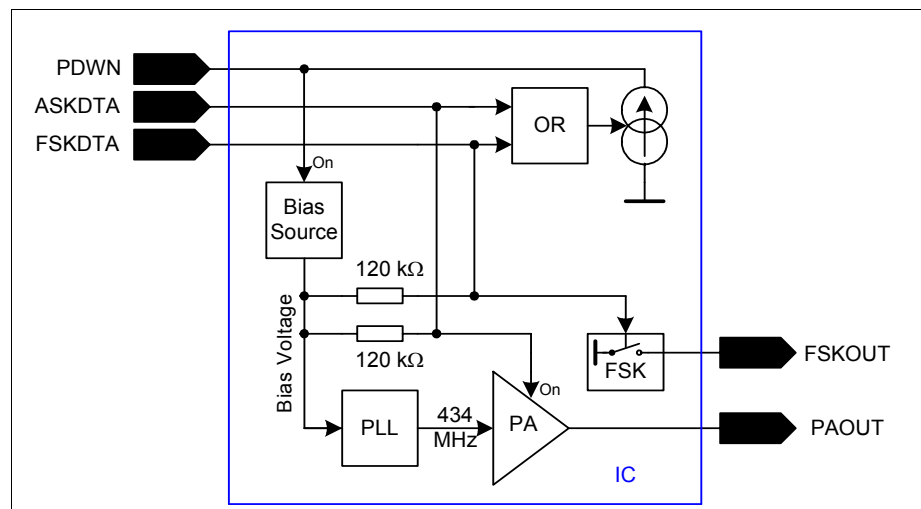 PDWN
ASKDTA
FSKDTA
OR
On
Bias
Source
120 kΩ
Bias Voltage
120 kΩ
FSK
FSKOUT
On
PLL
434
MHz
PA
PAOUT
IC